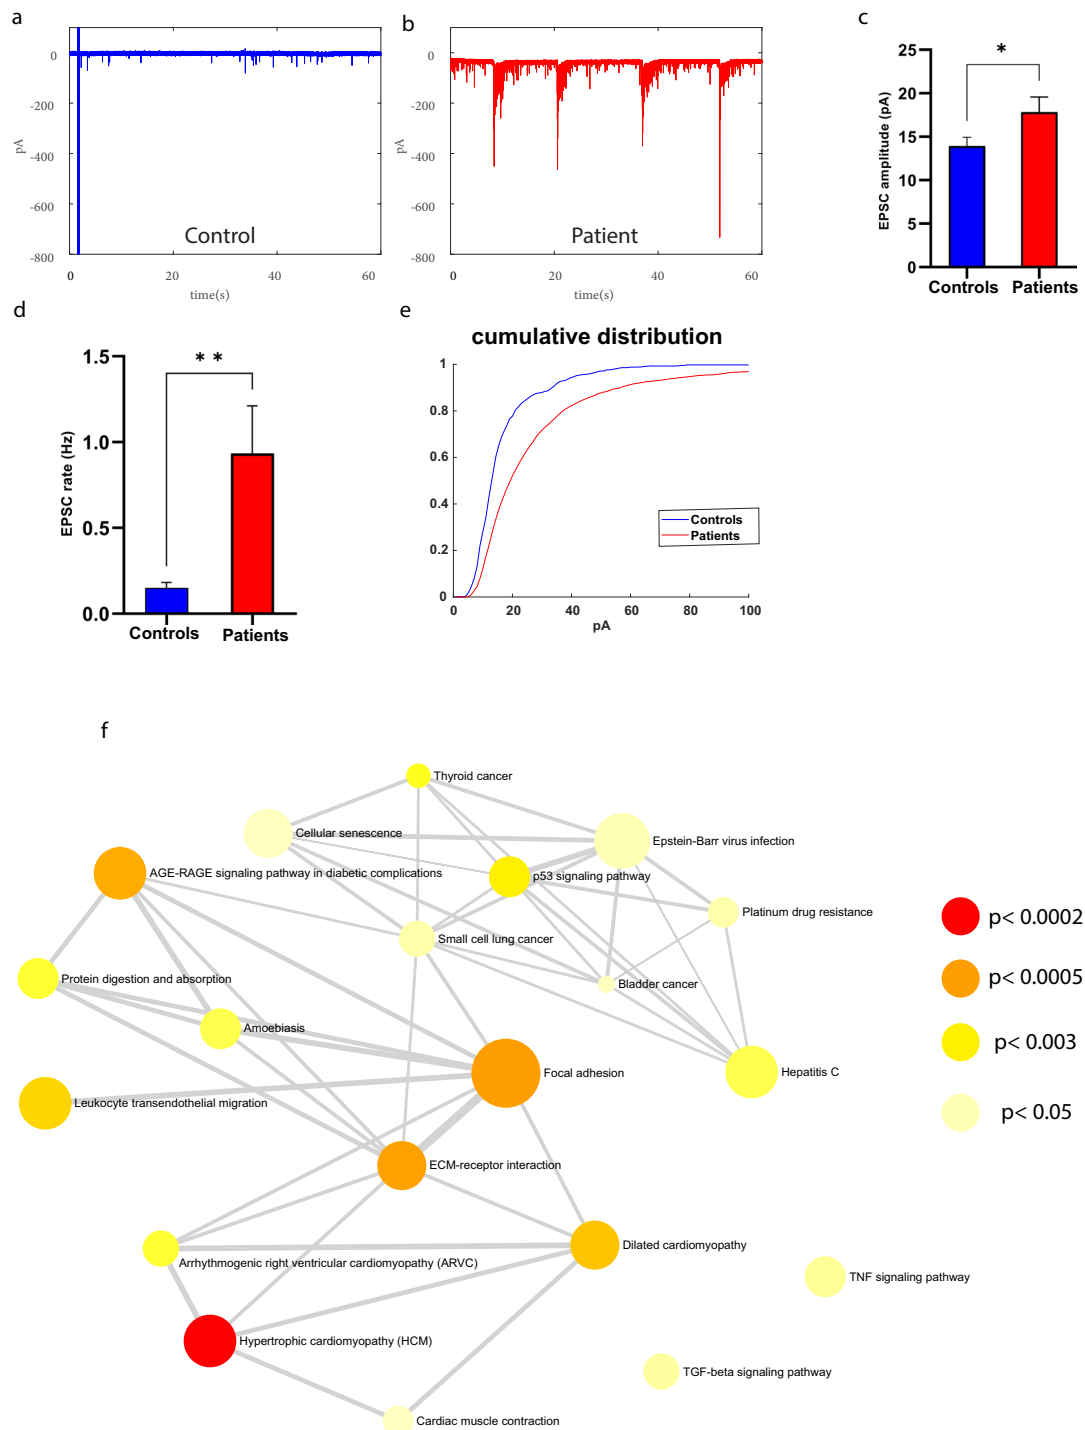 a
0
-200
-400
-600
-800
pA
Control
0
20
40
60
time(s)
b
0
-200
-400
-600
-800
pA
Patient
0
20
40
60
time(s)
c
25
20
15
10
5
0
EPSC amplitude (pA)
*
Controls
Patients
d
1.5
1.0
0.5
0.0
EPSC rate (Hz)
* *
Controls
Patients
e
cumulative distribution
1
0.8
0.6
0.4
0.2
0
Controls
Patients
0
20
40
60
80
100
pA
f
Thyroid cancer
Cellular senescence
Epstein-Barr virus infection
AGE-RAGE signaling pathway in diabetic complications
p53 signaling pathway
Platinum drug resistance
Small cell lung cancer
Protein digestion and absorption
Bladder cancer
Amoebiasis
Focal adhesion
Hepatitis C
Leukocyte transendothelial migration
ECM-receptor interaction
Dilated cardiomyopathy
Arrhythmogenic right ventricular cardiomyopathy (ARVC)
TNF signaling pathway
Hypertrophic cardiomyopathy (HCM)
TGF-beta signaling pathway
Cardiac muscle contraction
p< 0.0002
p< 0.0005
p< 0.003
p< 0.05